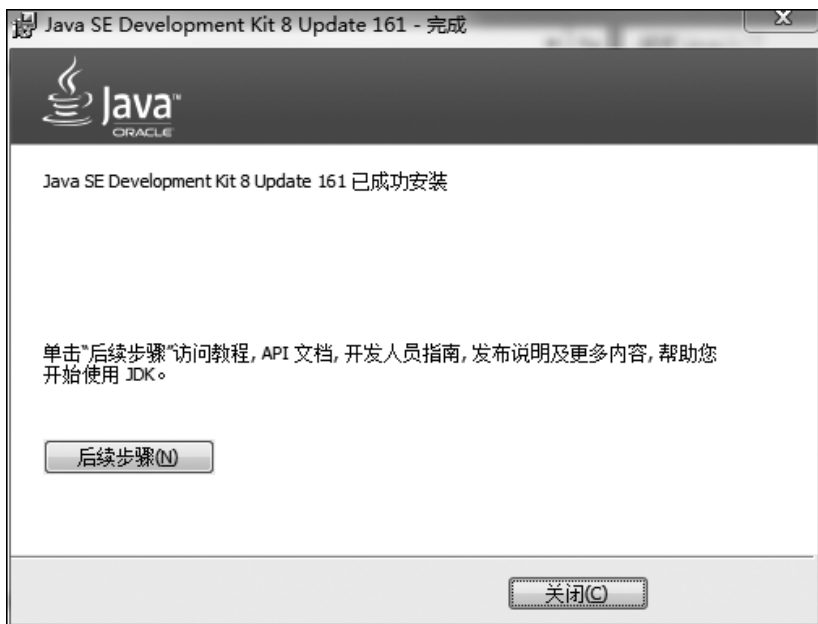 Java SE Development Kit 8 Update 161 - 完成
Java™
ORACLE
Java SE Development Kit 8 Update 161 已成功安装
单击“后续步骤”访问教程, API 文档, 开发人员指南, 发布说明及更多内容, 帮助您
开始使用 JDK。
后续步骤(N)
关闭(C)